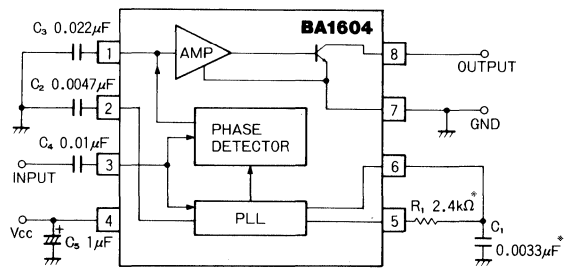 BA1604
C₃ 0.022μF
1
AMP
8
OUTPUT
C₂ 0.0047μF
2
7
GND
C₄ 0.01μF
PHASE
DETECTOR
3
6
INPUT
R₁ 2.4kΩ*
Vcc
4
PLL
5
C₁
+
C₅ 1μF
0.0033μF*